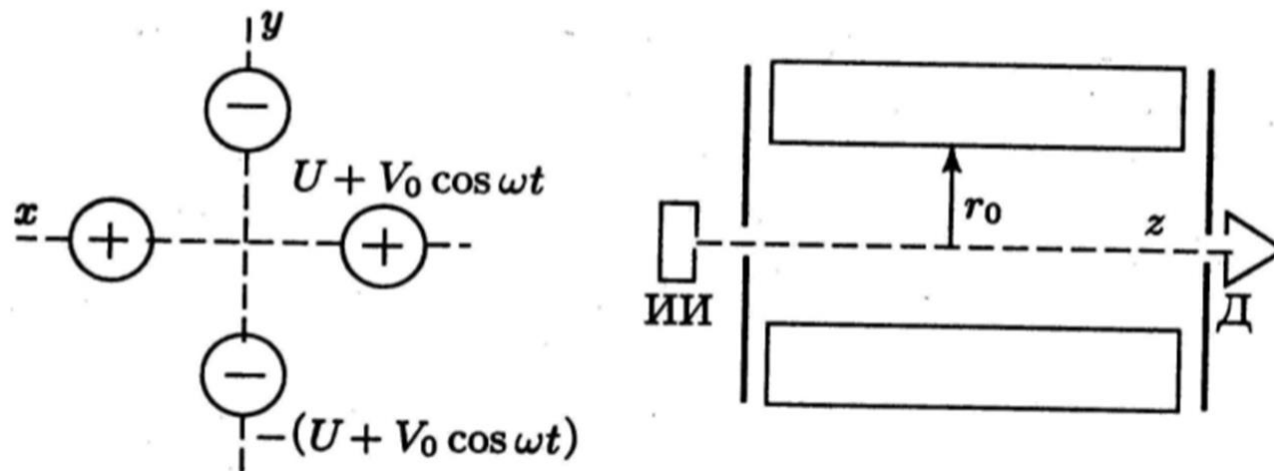 y
−
U + V₀ cos ωt
x
+
+
r₀
z
ИИ
Д
−
−(U + V₀ cos ωt)